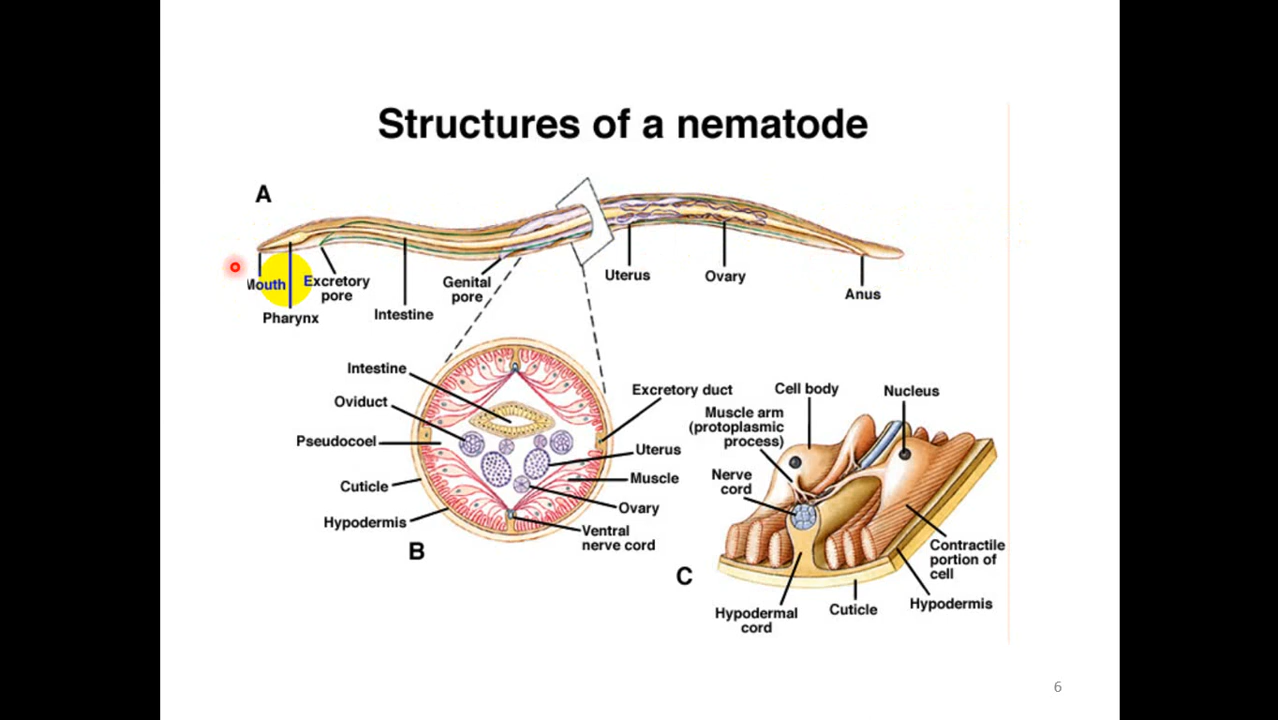 Structures of a nematode
A
Mouth
Excretory
pore
Pharynx
Intestine
Genital
pore
Uterus
Ovary
Anus
Intestine
Oviduct
Pseudocoel
Cuticle
Hypodermis
B
Excretory duct
Uterus
Muscle
Ovary
Ventral
nerve cord
Cell body
Nucleus
Muscle arm
(protoplasmic
process)
Nerve
cord
C
Contractile
portion of
cell
Hypodermis
Cuticle
Hypodermal
cord
6